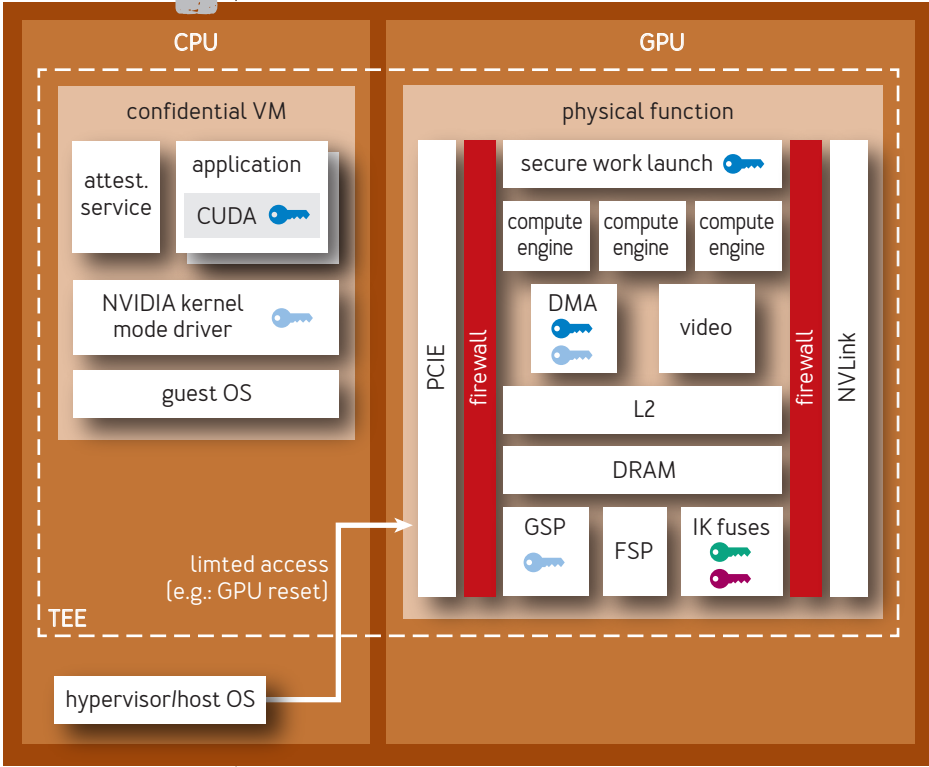 CPU
GPU
confidential VM
attest.
service
application
CUDA
NVIDIA kernel
mode driver
guest OS
physical function
PCIE
firewall
secure work launch
compute
engine
compute
engine
compute
engine
DMA
video
L2
DRAM
GSP
FSP
IK fuses
firewall
NVLink
limted access
(e.g.: GPU reset)
TEE
hypervisor/host OS